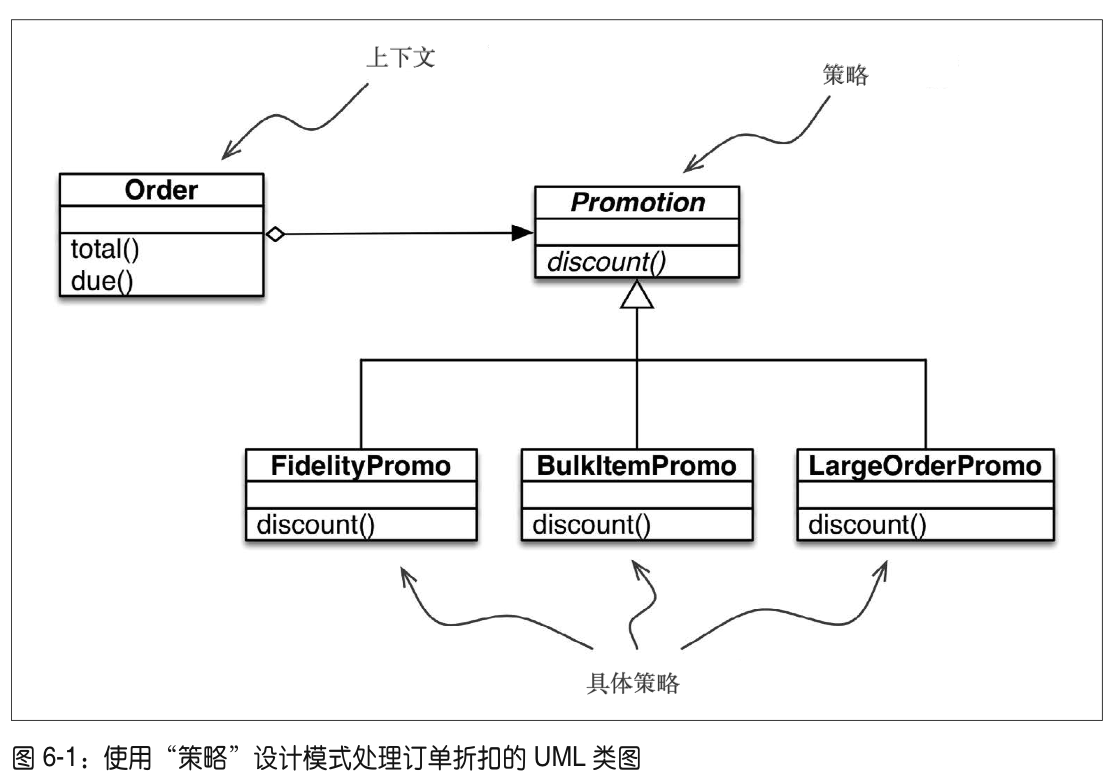 上下文
策略
Order
total()
due()
Promotion
discount()
FidelityPromo
discount()
BulkItemPromo
discount()
LargeOrderPromo
discount()
具体策略
图 6-1：使用“策略”设计模式处理订单折扣的 UML 类图